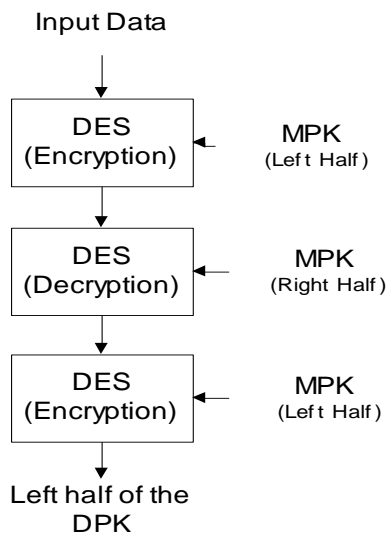 Input Data
DES
(Encryption)
MPK
(Left Half)
DES
(Decryption)
MPK
(Right Half)
DES
(Encryption)
MPK
(Left Half)
Left half of the
DPK